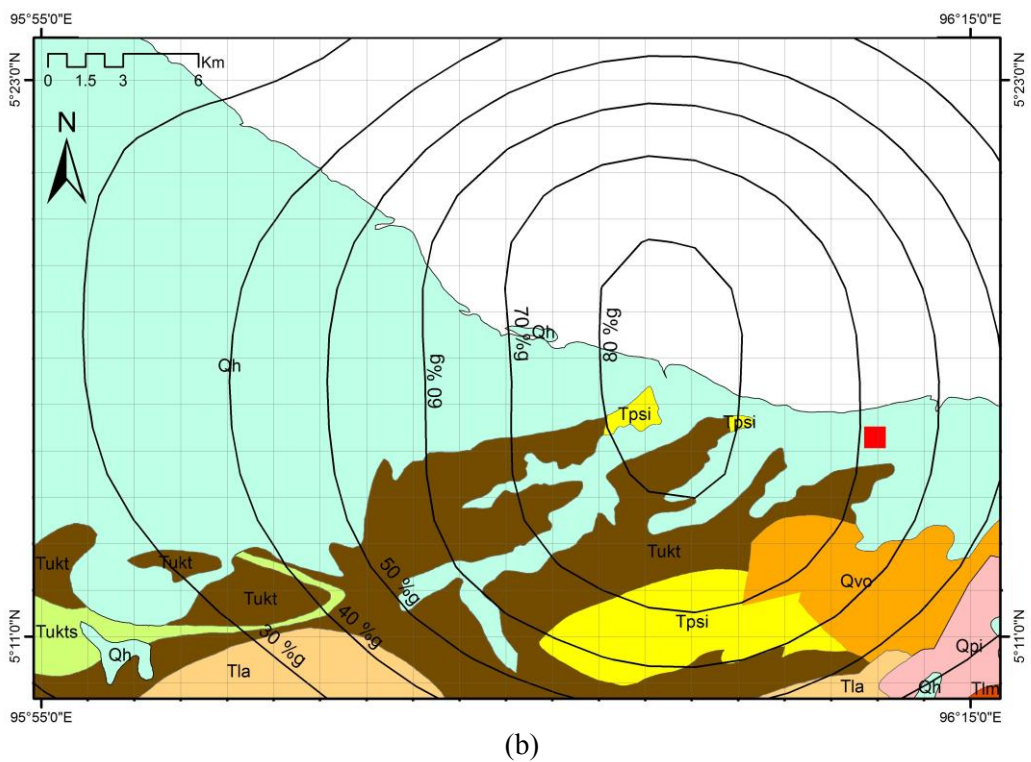 95°55'0"E
96°15'0"E
Km
0 1.5 3 6
5°23'0"N
5°23'0"N
N
Qh
70 %g
80 %g
Qh
60 %g
Tpsi
Tpsi
Tukt
Tukt
Tukt
50 %g
Tukt
Qvo
40 %g
Tpsi
Tukts
30 %g
5°11'0"N
5°11'0"N
Qh
Tla
Qpi
Tla
Qh
Tlm
95°55'0"E
96°15'0"E
(b)